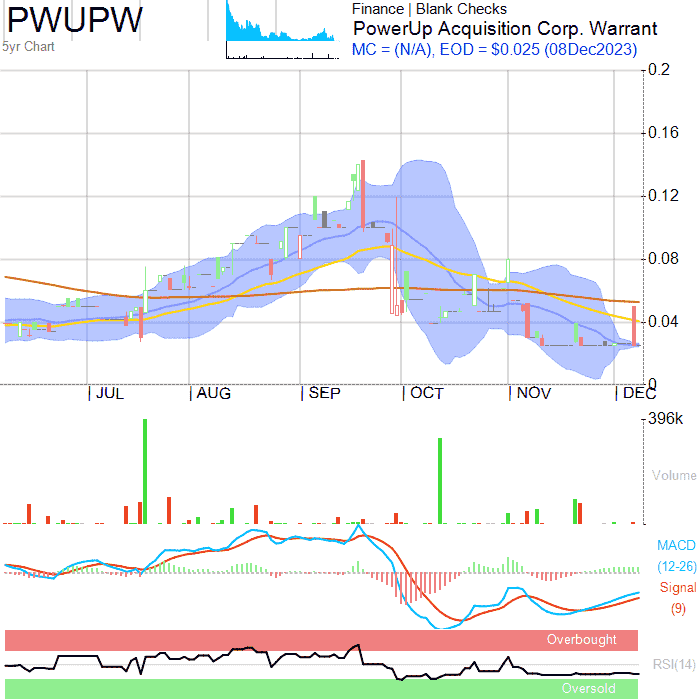 PWUPW
5yr Chart
Finance | Blank Checks
PowerUp Acquisition Corp. Warrant
MC = (N/A), EOD = $0.025 (08Dec2023)
0.2
0.16
0.12
0.08
0.04
0
| JUL | AUG | SEP | OCT | NOV | DEC
396k
Volume
MACD
(12-26)
Signal
(9)
Overbought
RSI(14)
Oversold